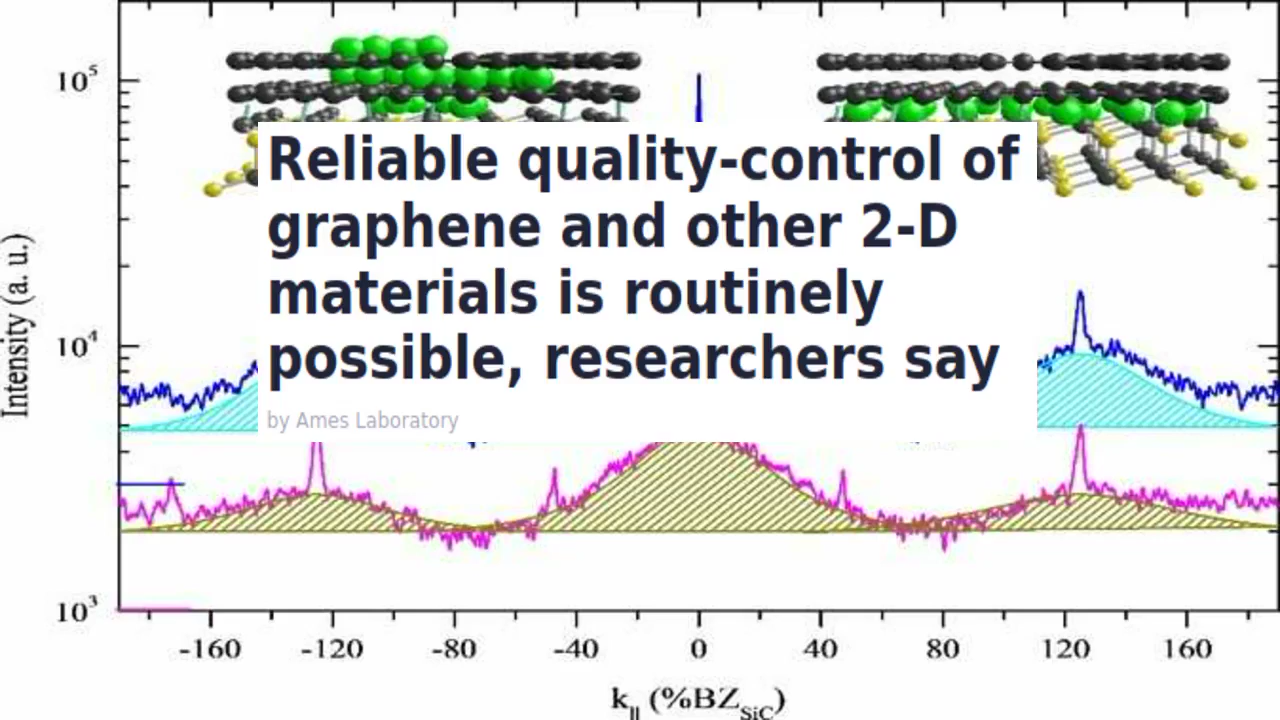 10⁵
Reliable quality-control of
graphene and other 2-D
materials is routinely
possible, researchers say
by Ames Laboratory
Intensity (a. u.)
10⁴
10³
-160 -120 -80 -40 0 40 80 120 160
k|| (%BZSiC)